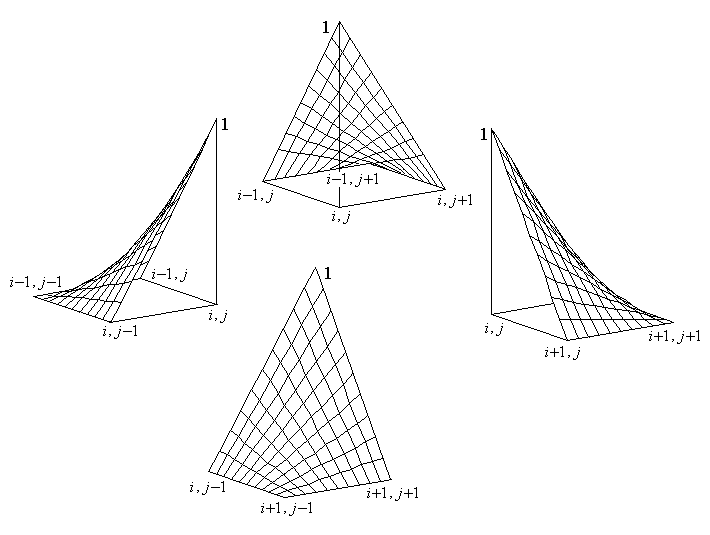 1
i−1, j
i−1, j+1
i, j+1
i, j
1
i−1, j−1
i−1, j
i, j
i, j−1
1
i, j
i+1, j
i+1, j+1
1
i, j−1
i+1, j−1
i+1, j+1